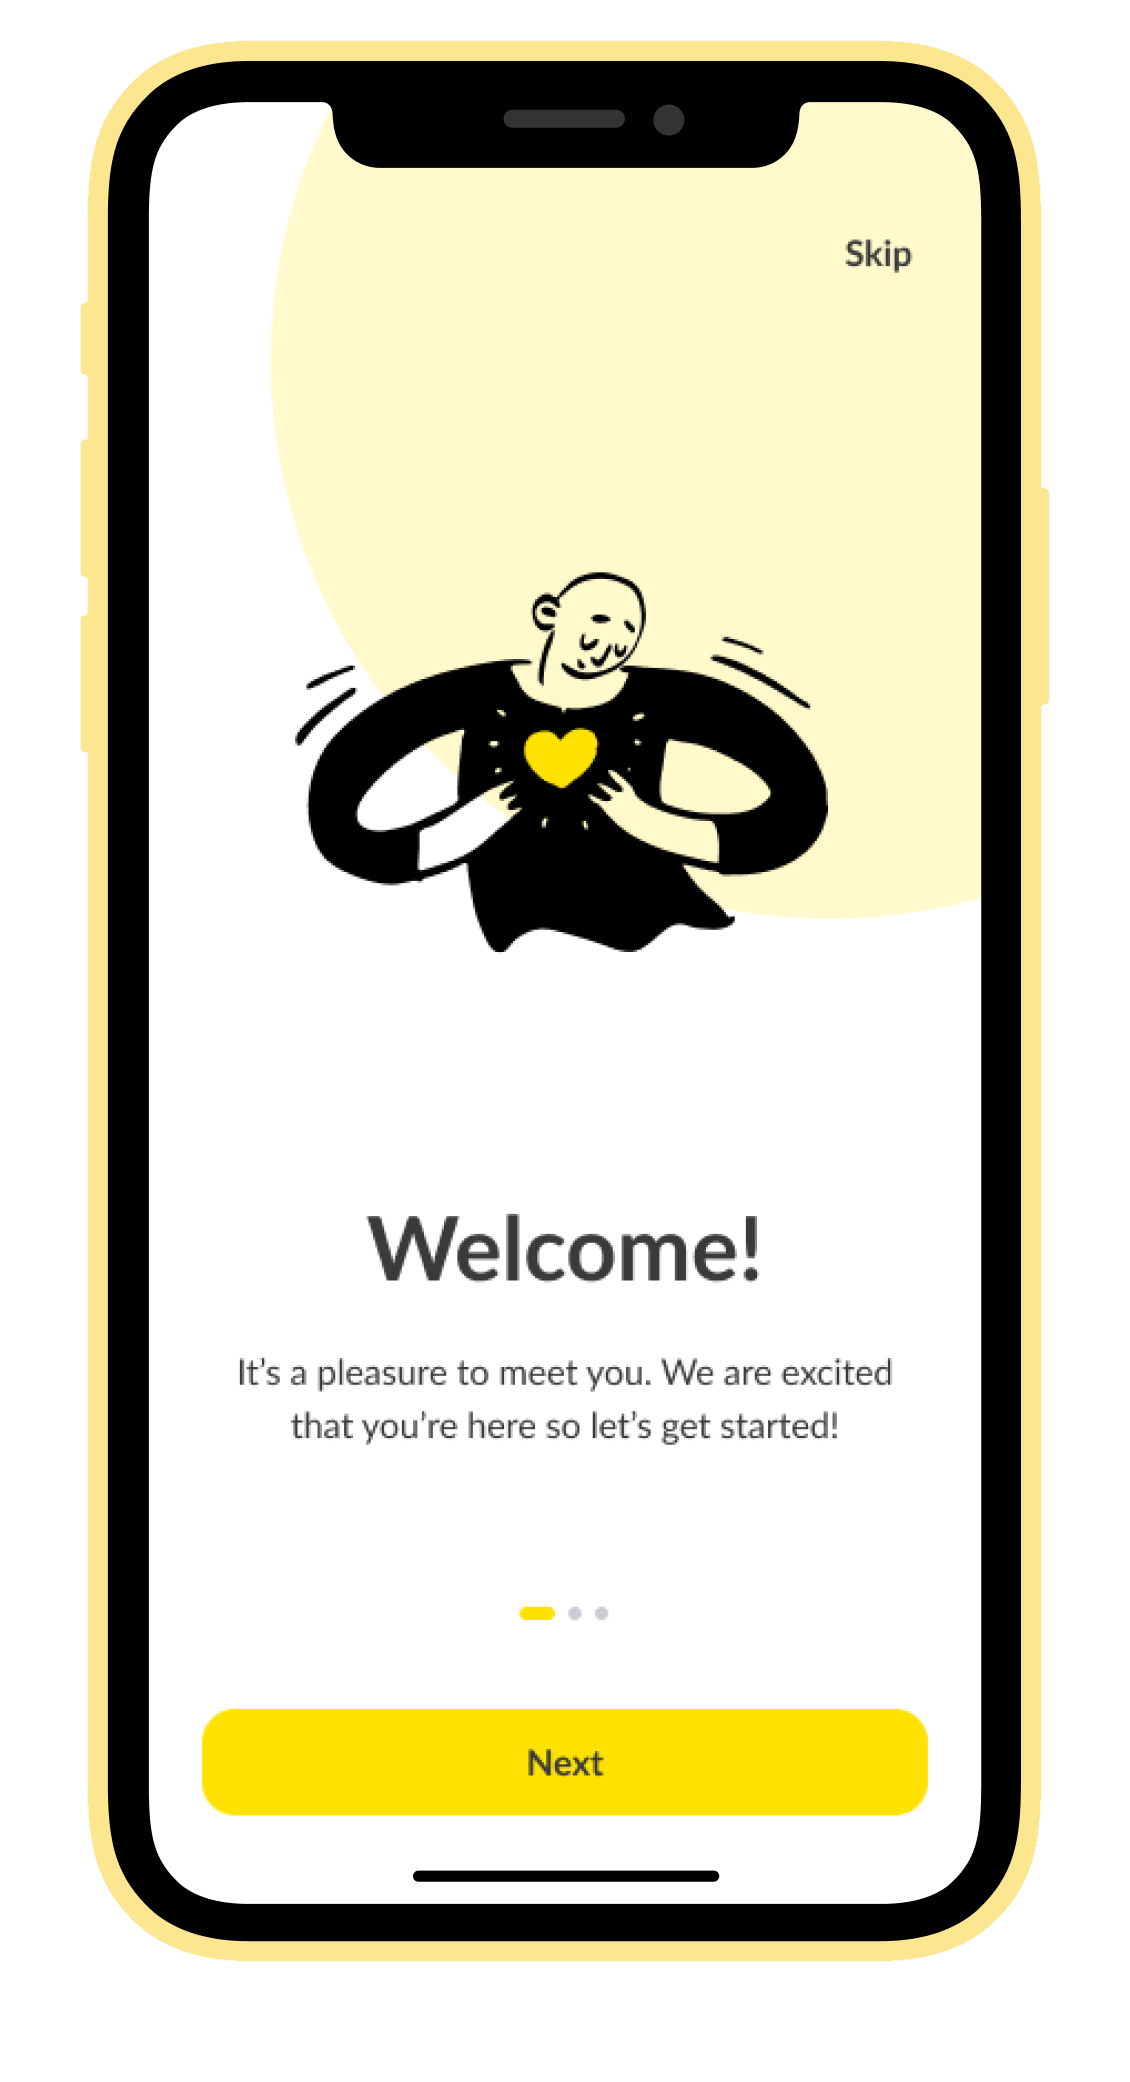 Skip
Welcome!
It’s a pleasure to meet you. We are excited
that you’re here so let’s get started!
Next